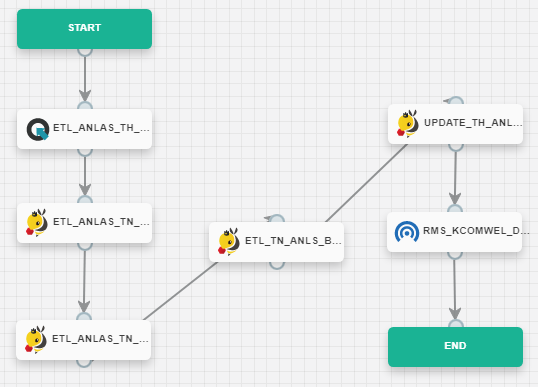 START
ETL_ANLAS_TH_...
ETL_ANLAS_TN_...
ETL_ANLAS_TN_...
ETL_TN_ANLS_B...
UPDATE_TH_ANL...
RMS_KCOMWEL_D...
END